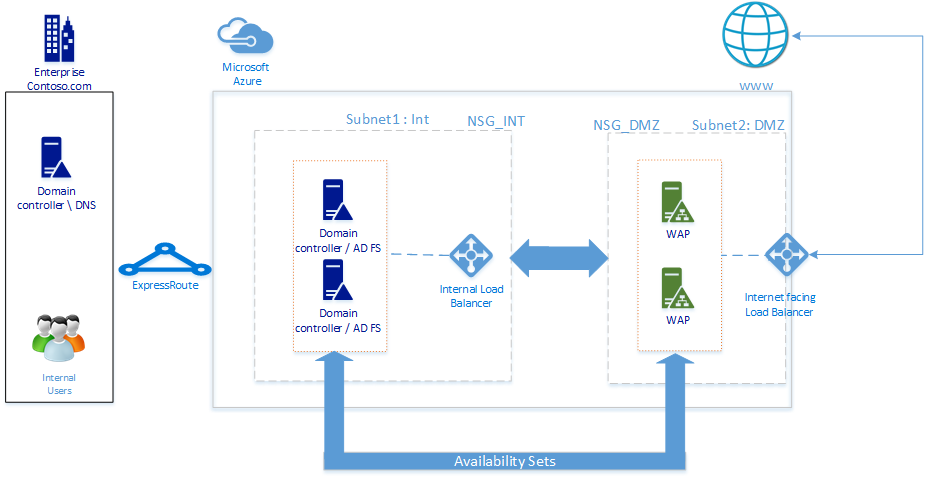 Enterprise
Contoso.com
Domain
controller \ DNS
Internal
Users
ExpressRoute
Microsoft
Azure
Subnet1 : Int
NSG_INT
Domain
controller / AD FS
Domain
controller / AD FS
Internal Load
Balancer
NSG_DMZ
Subnet2: DMZ
WAP
WAP
www
Internet facing
Load Balancer
Availability Sets